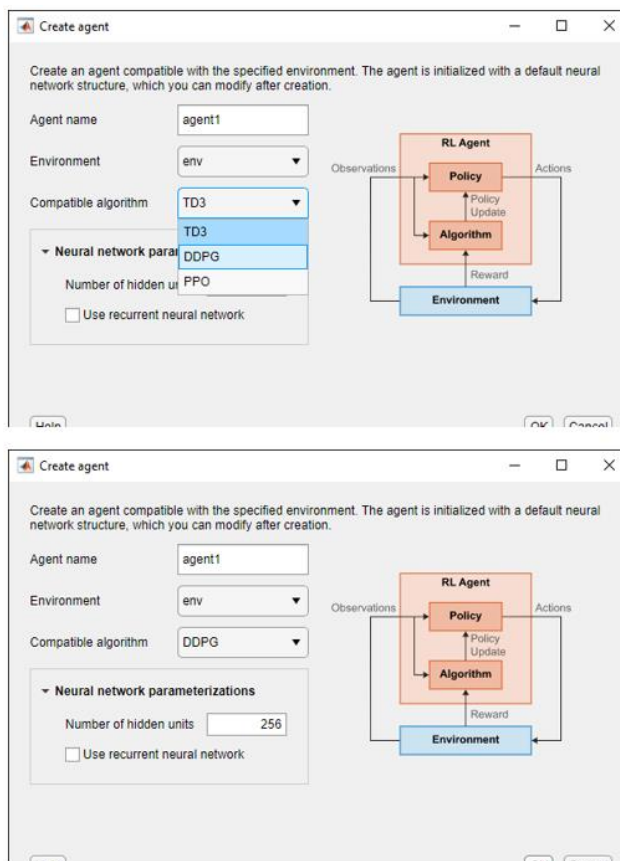 Create agent
Create an agent compatible with the specified environment. The agent is initialized with a default neural
network structure, which you can modify after creation.
Agent name
agent1
Environment
env
Compatible algorithm
TD3
TD3
DDPG
PPO
Neural network para
Number of hidden u
Use recurrent neural network
RL Agent
Observations
Actions
Policy
Policy
Update
Algorithm
Reward
Environment
Help
OK
Cancel
Create agent
Create an agent compatible with the specified environment. The agent is initialized with a default neural
network structure, which you can modify after creation.
Agent name
agent1
Environment
env
Compatible algorithm
DDPG
Neural network parameterizations
Number of hidden units
256
Use recurrent neural network
RL Agent
Observations
Actions
Policy
Policy
Update
Algorithm
Reward
Environment